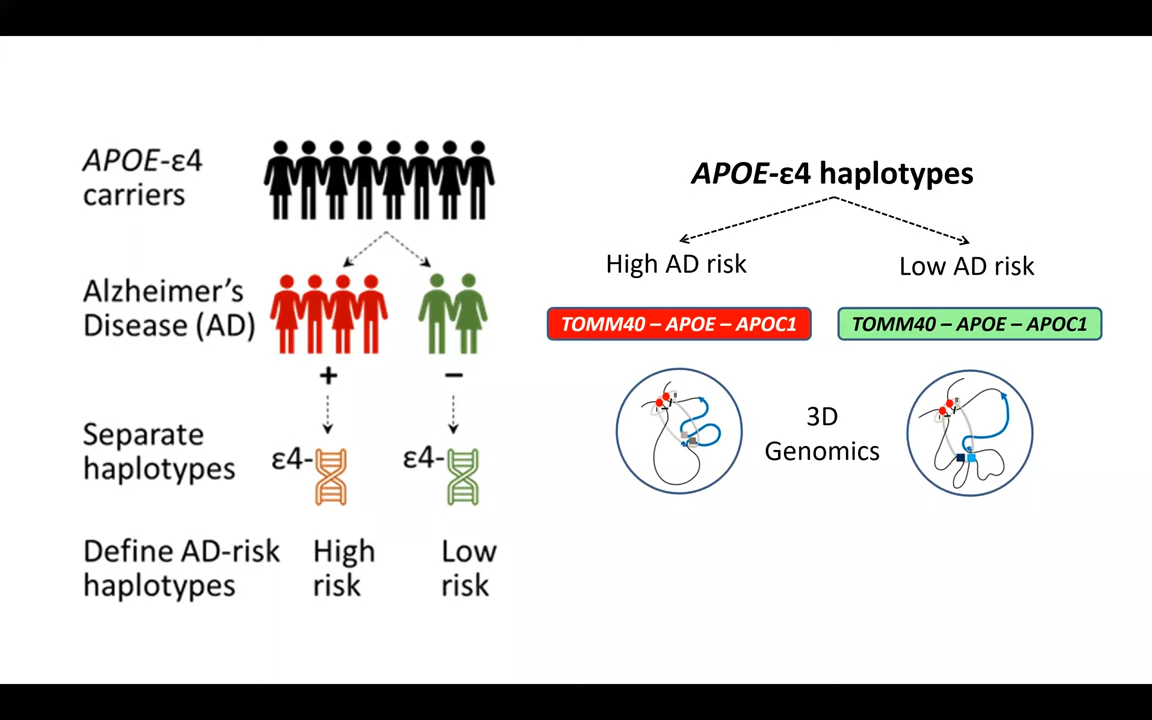 APOE-ε4
carriers
Alzheimer's
Disease (AD)
+
−
Separate
haplotypes
ε4-
ε4-
Define AD-risk
haplotypes
High
risk
Low
risk
APOE-ε4 haplotypes
High AD risk
Low AD risk
TOMM40 – APOE – APOC1
TOMM40 – APOE – APOC1
3D
Genomics